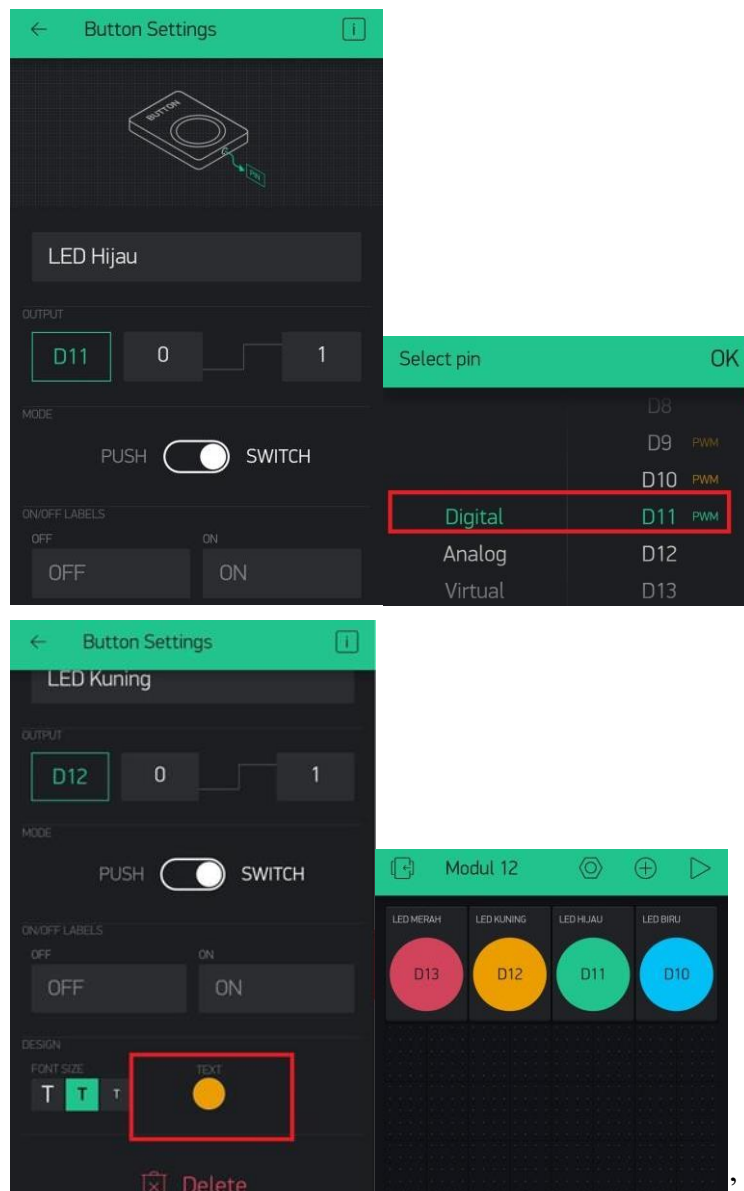 ← Button Settings i
BUTTON
PIN
LED Hijau
OUTPUT
D11 0 1
MODE
PUSH SWITCH
ON/OFF LABELS
OFF ON
OFF ON
Select pin OK
D8
D9 PWM
D10 PWM
Digital D11 PWM
Analog D12
Virtual D13
← Button Settings i
LED Kuning
OUTPUT
D12 0 1
MODE
PUSH SWITCH
ON/OFF LABELS
OFF ON
OFF ON
DESIGN
FONT SIZE TEXT
T T T
Delete
Modul 12
LED MERAH LED KUNING LED HIJAU LED BIRU
D13 D12 D11 D10
,